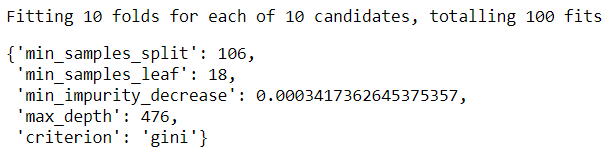 Fitting 10 folds for each of 10 candidates, totalling 100 fits
{'min_samples_split': 106,
 'min_samples_leaf': 18,
 'min_impurity_decrease': 0.0003417362645375357,
 'max_depth': 476,
 'criterion': 'gini'}